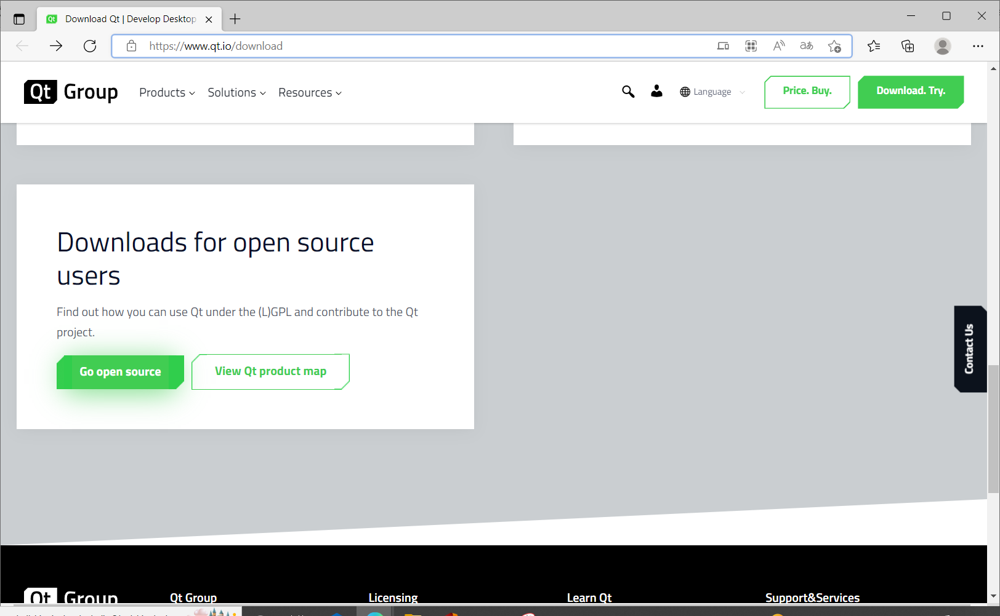 Download Qt | Develop Desktop
https://www.qt.io/download
Qt Group
Products
Solutions
Resources
Language
Price. Buy.
Download. Try.
Downloads for open source
users
Find out how you can use Qt under the (L)GPL and contribute to the Qt
project.
Go open source
View Qt product map
Contact Us
Qt Group
Qt Group
Licensing
Learn Qt
Support&Services